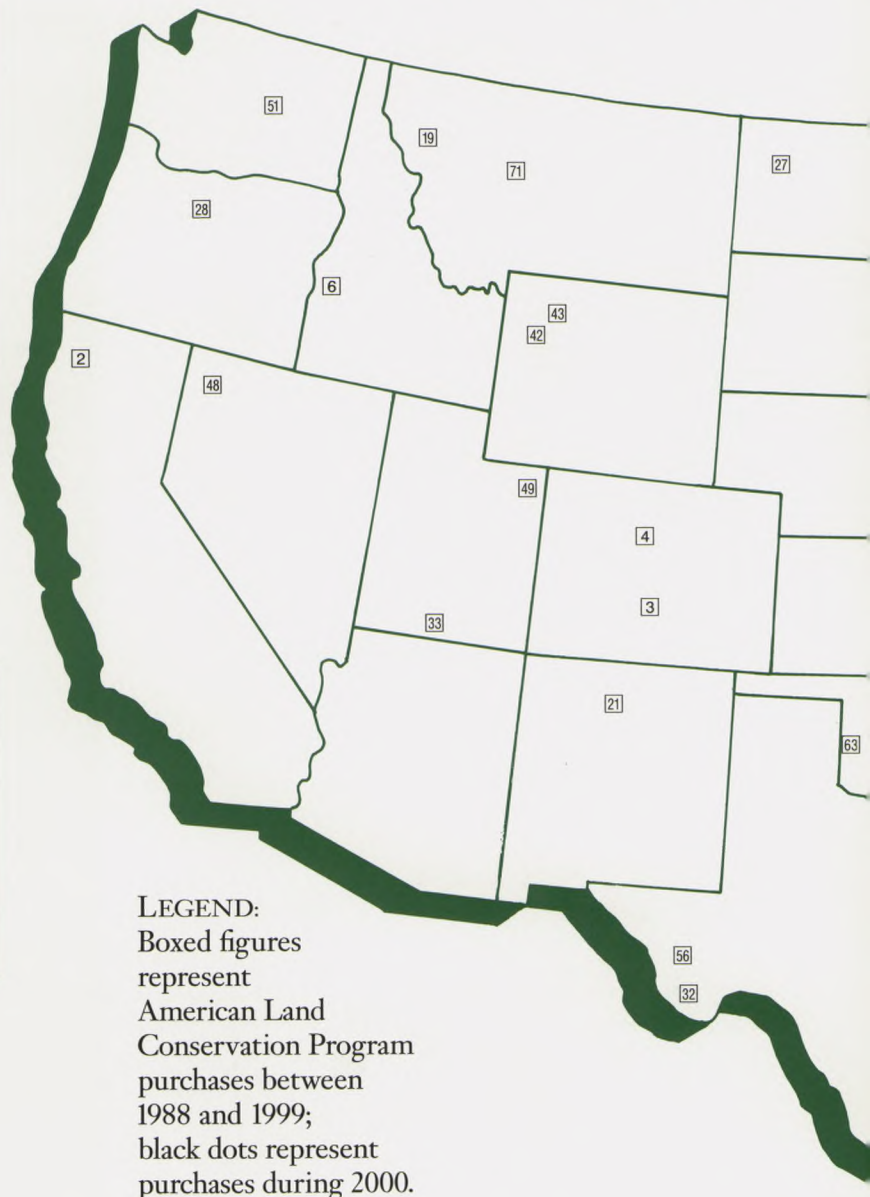 51
19
71
27
28
6
43
42
2
48
49
4
3
33
21
63
56
32
LEGEND:
Boxed figures
represent
American Land
Conservation Program
purchases between
1988 and 1999;
black dots represent
purchases during 2000.